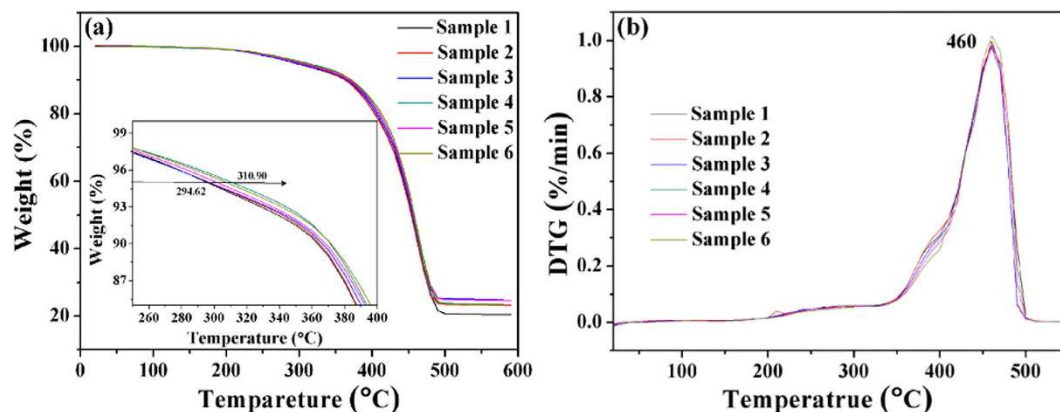 (a)
Sample 1
Sample 2
Sample 3
Sample 4
Sample 5
Sample 6
Weight (%)
100
80
60
40
20
0
100
200
300
400
500
600
Tempareture (°C)
Weight (%)
99
96
93
90
87
310.90
294.62
260
280
300
320
340
360
380
400
Temperature (°C)
(b)
460
Sample 1
Sample 2
Sample 3
Sample 4
Sample 5
Sample 6
DTG (%/min)
1.0
0.8
0.6
0.4
0.2
0.0
100
200
300
400
500
Temperatrue (°C)